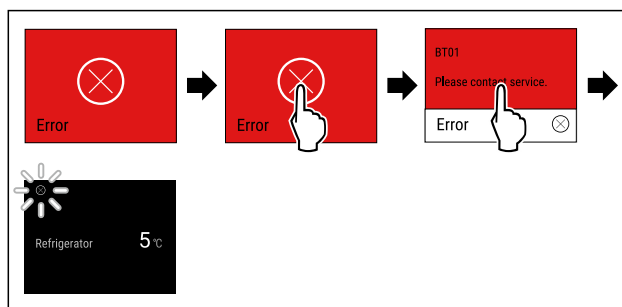 Error
Error
BT01
Please contact service.
Error
Refrigerator 5 °C